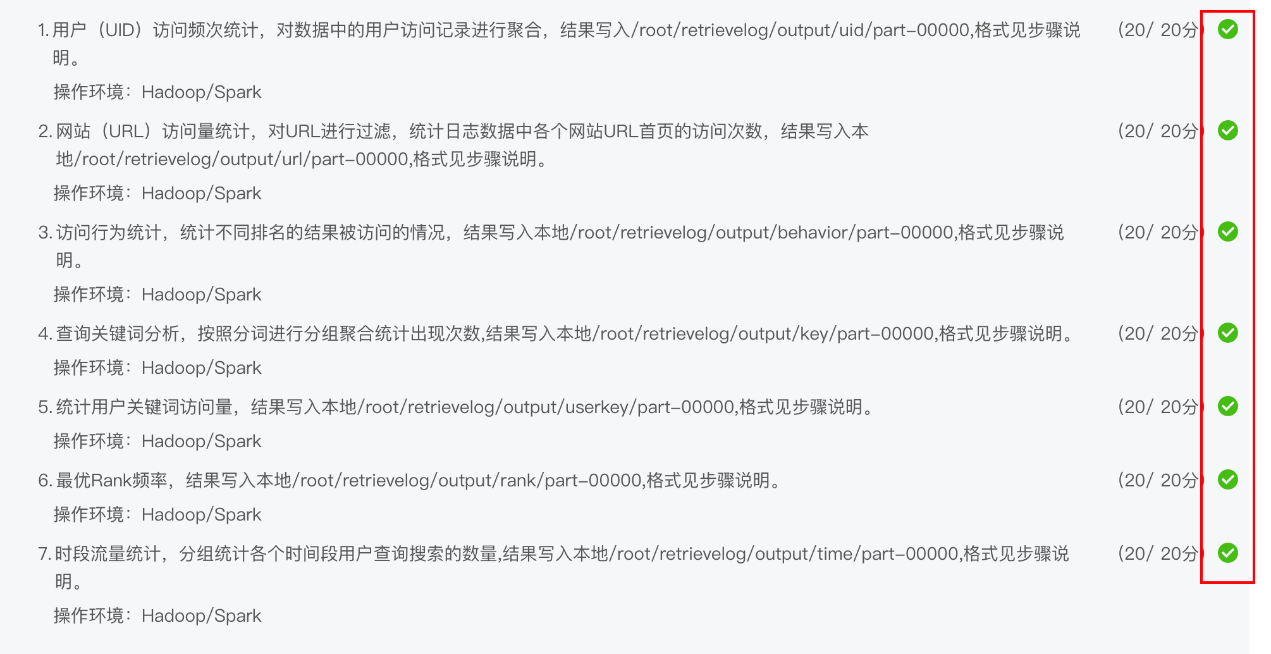 1. 用户（UID）访问频次统计，对数据中的用户访问记录进行聚合，结果写入/root/retrievelog/output/uid/part-00000,格式见步骤说 （20/ 20分）
明。
操作环境：Hadoop/Spark
2. 网站（URL）访问量统计，对URL进行过滤，统计日志数据中各个网站URL首页的访问次数，结果写入本 （20/ 20分）
地/root/retrievelog/output/url/part-00000,格式见步骤说明。
操作环境：Hadoop/Spark
3. 访问行为统计，统计不同排名的结果被访问的情况，结果写入本地/root/retrievelog/output/behavior/part-00000,格式见步骤说 （20/ 20分）
明。
操作环境：Hadoop/Spark
4. 查询关键词分析，按照分词进行分组聚合统计出现次数,结果写入本地/root/retrievelog/output/key/part-00000,格式见步骤说明。 （20/ 20分）
操作环境：Hadoop/Spark
5. 统计用户关键词访问量，结果写入本地/root/retrievelog/output/userkey/part-00000,格式见步骤说明。 （20/ 20分）
操作环境：Hadoop/Spark
6. 最优Rank频率，结果写入本地/root/retrievelog/output/rank/part-00000,格式见步骤说明。 （20/ 20分）
操作环境：Hadoop/Spark
7. 时段流量统计，分组统计各个时间段用户查询搜索的数量,结果写入本地/root/retrievelog/output/time/part-00000,格式见步骤说 （20/ 20分）
明。
操作环境：Hadoop/Spark